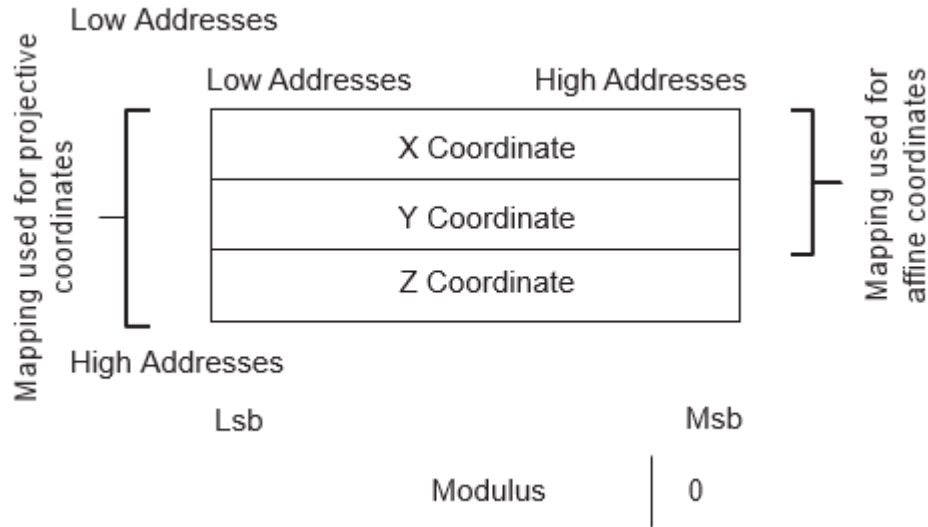 Low Addresses
Low Addresses
High Addresses
Mapping used for projective
coordinates
X Coordinate
Y Coordinate
Z Coordinate
Mapping used for
affine coordinates
High Addresses
Lsb
Msb
Modulus
0